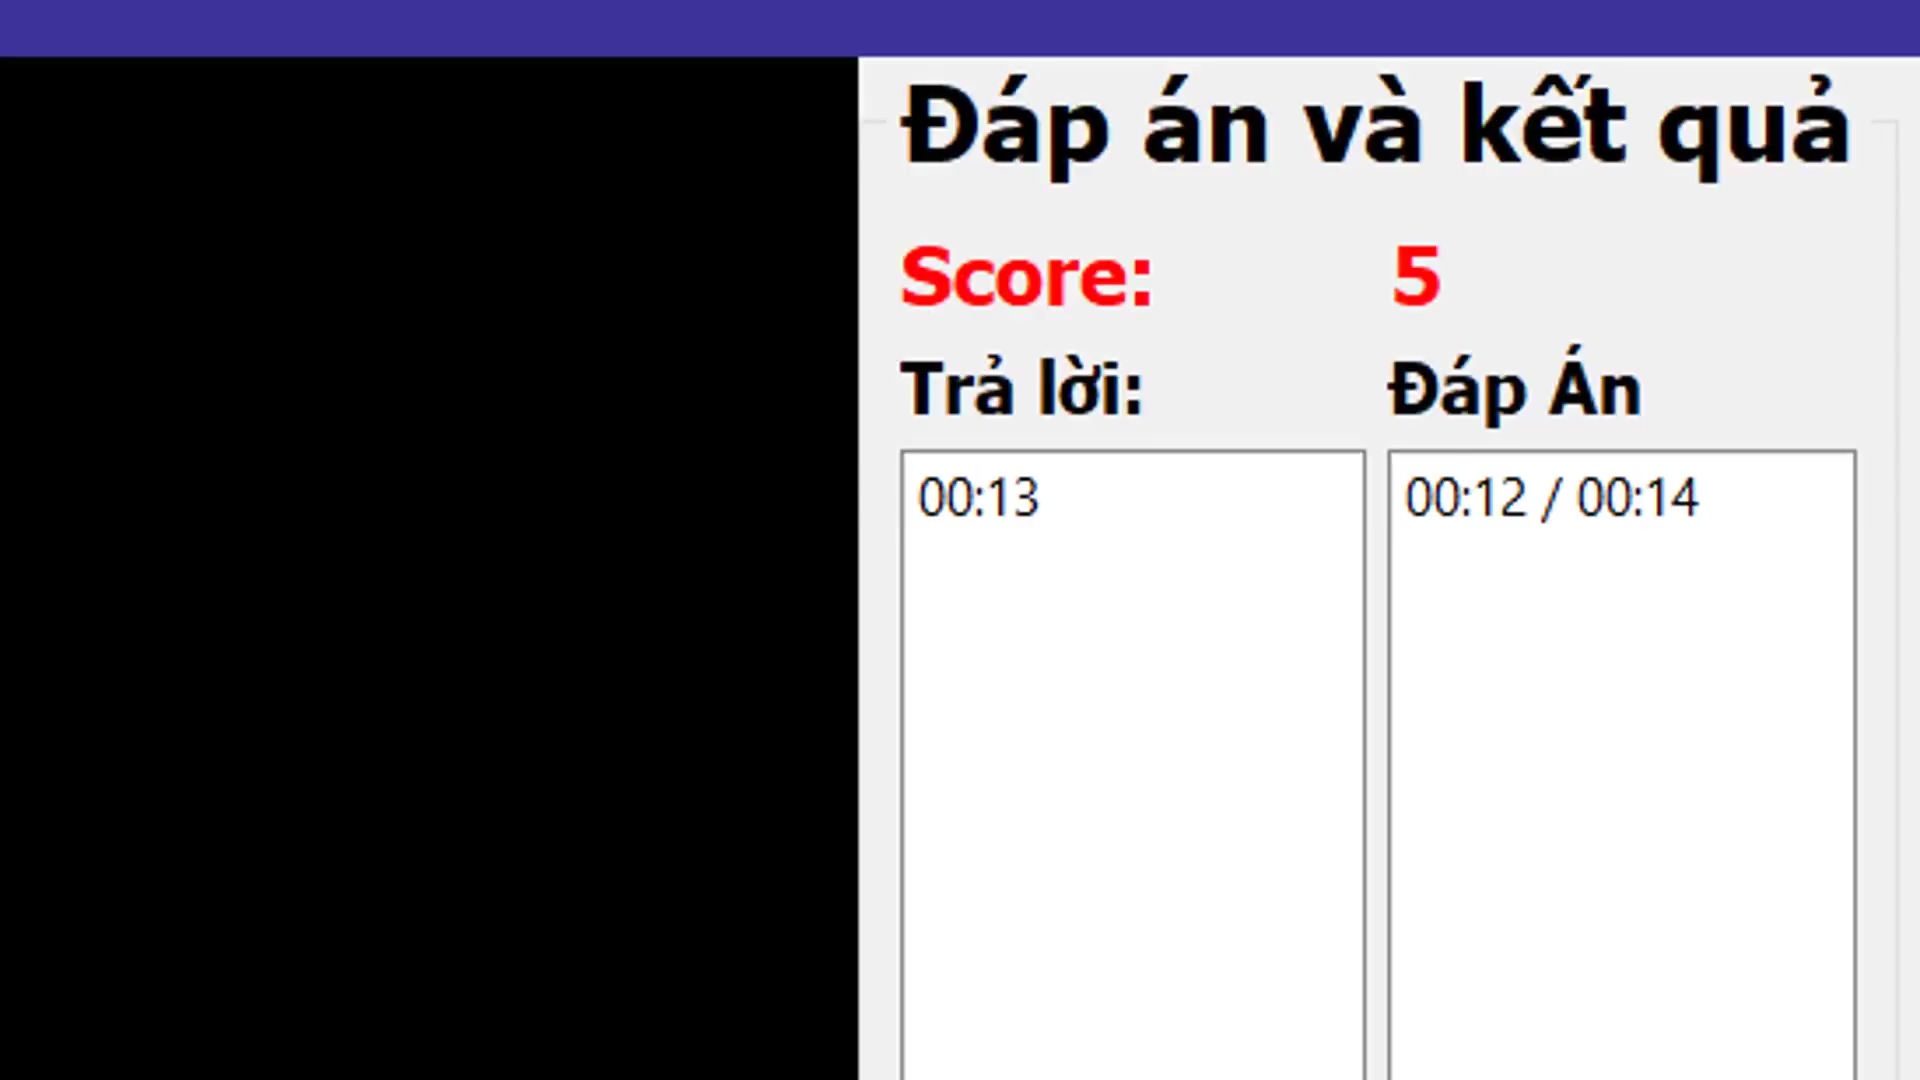 Đáp án và kết quả
Score: 5
Trả lời: Đáp Án
00:13 00:12 / 00:14